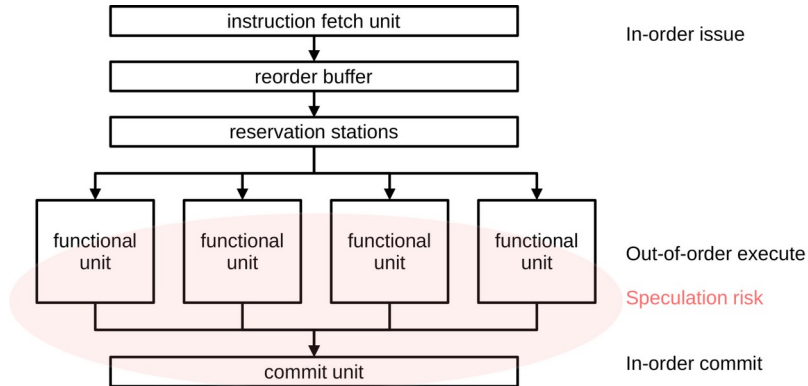 instruction fetch unit
In-order issue
reorder buffer
reservation stations
functional
unit
functional
unit
functional
unit
functional
unit
Out-of-order execute
Speculation risk
commit unit
In-order commit